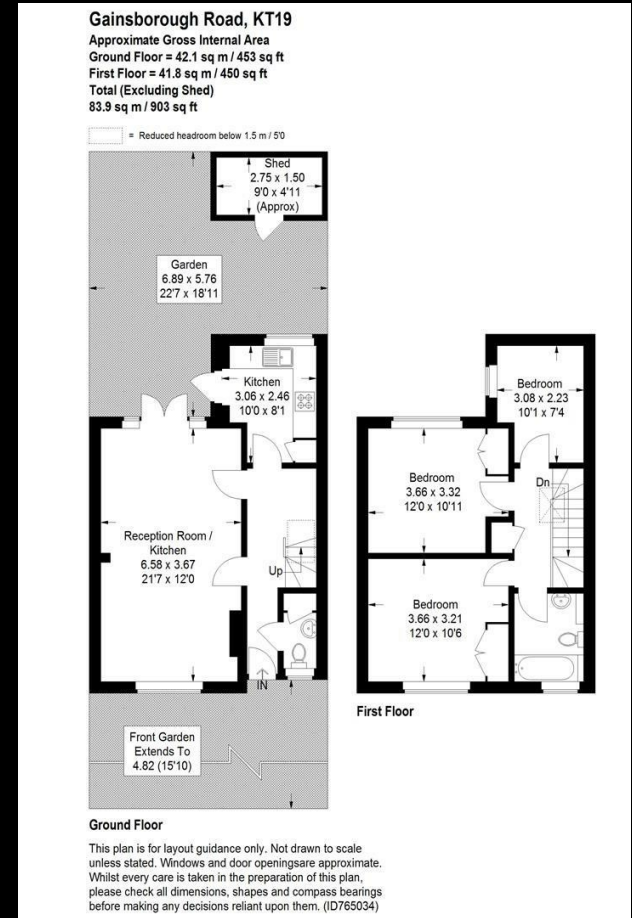 Gainsborough Road, KT19
Approximate Gross Internal Area
Ground Floor = 42.1 sq m / 453 sq ft
First Floor = 41.8 sq m / 450 sq ft
Total (Excluding Shed)
83.9 sq m / 903 sq ft
= Reduced headroom below 1.5 m / 5'0
Shed
2.75 x 1.50
9'0 x 4'11
(Approx)
Garden
6.89 x 5.76
22'7 x 18'11
Kitchen
3.06 x 2.46
10'0 x 8'1
Reception Room /
Kitchen
6.58 x 3.67
21'7 x 12'0
Up
IN
Front Garden
Extends To
4.82 (15'10)
Ground Floor
Bedroom
3.08 x 2.23
10'1 x 7'4
Bedroom
3.66 x 3.32
12'0 x 10'11
Dn
Bedroom
3.66 x 3.21
12'0 x 10'6
First Floor
This plan is for layout guidance only. Not drawn to scale
unless stated. Windows and door openingsare approximate.
Whilst every care is taken in the preparation of this plan,
please check all dimensions, shapes and compass bearings
before making any decisions reliant upon them. (ID765034)